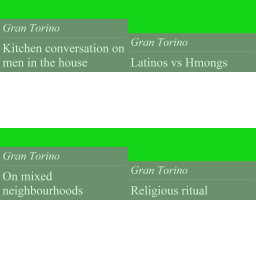 Gran Torino
Kitchen conversation on
men in the house
Gran Torino
Latinos vs Hmongs
Gran Torino
On mixed
neighbourhoods
Gran Torino
Religious ritual